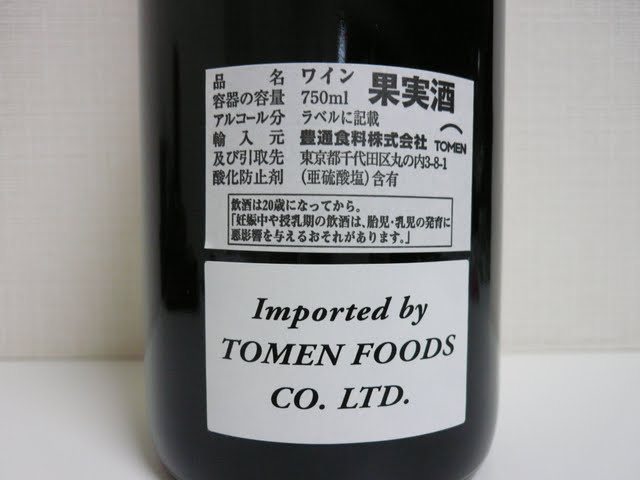 品 名 ワイン 果実酒
容器の容量 750ml
アルコール分 ラベルに記載
輸入元 豊通食料株式会社 TOMEN
及び引取先 東京都千代田区丸の内3-8-1
酸化防止剤 (亜硫酸塩)含有
飲酒は20歳になってから。
「妊娠中や授乳期の飲酒は、胎児・乳児の発育に
悪影響を与えるおそれがあります。」
Imported by
TOMEN FOODS
CO. LTD.